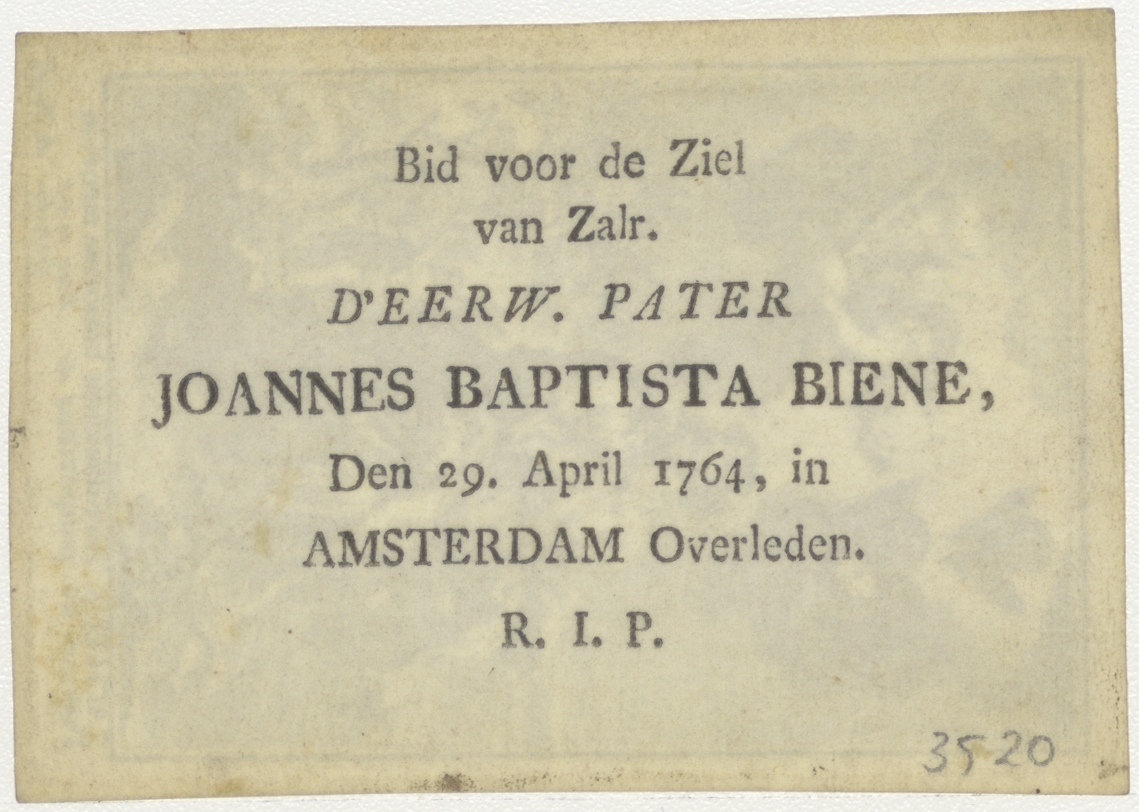 Bid voor de Ziel
van Zalr.
D'EERW. PATER
JOANNES BAPTISTA BIENE,
Den 29. April 1764, in
AMSTERDAM Overleden.
R. I. P.
3520